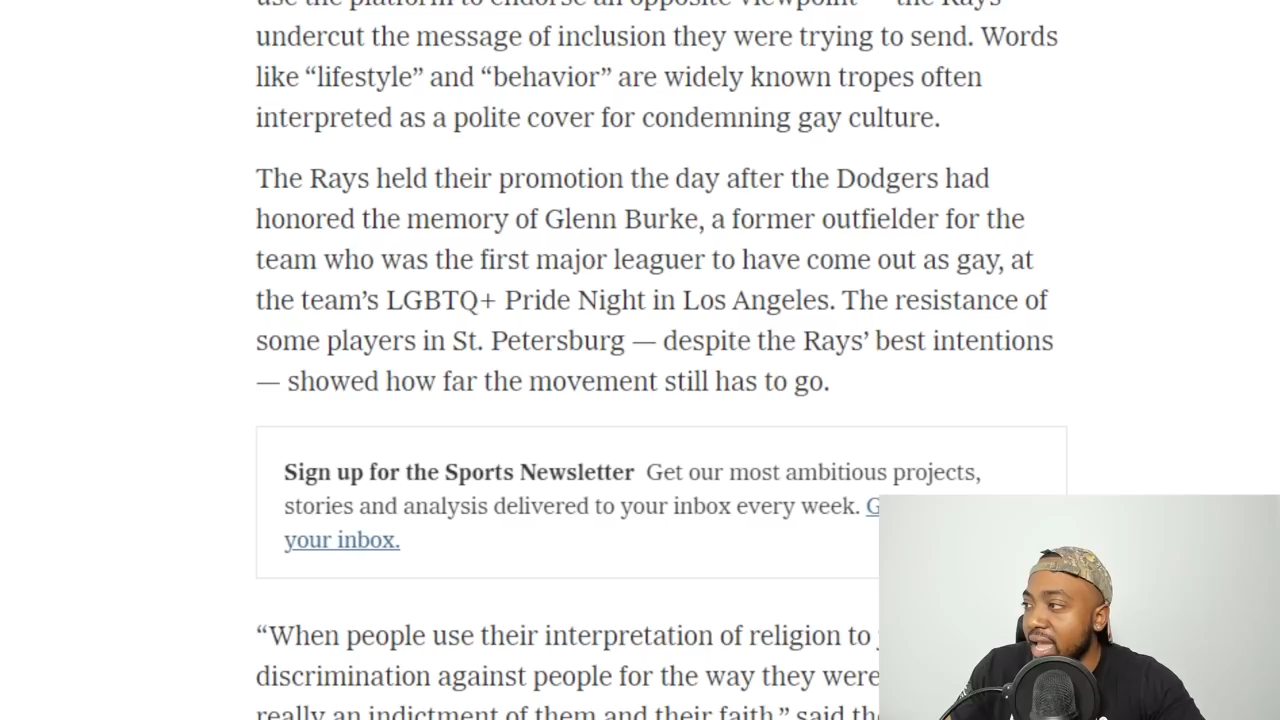 use the platform to endorse an opposite viewpoint — the Rays
undercut the message of inclusion they were trying to send. Words
like “lifestyle” and “behavior” are widely known tropes often
interpreted as a polite cover for condemning gay culture.
The Rays held their promotion the day after the Dodgers had
honored the memory of Glenn Burke, a former outfielder for the
team who was the first major leaguer to have come out as gay, at
the team’s LGBTQ+ Pride Night in Los Angeles. The resistance of
some players in St. Petersburg — despite the Rays’ best intentions
— showed how far the movement still has to go.
Sign up for the Sports Newsletter Get our most ambitious projects,
stories and analysis delivered to your inbox every week.
your inbox.
“When people use their interpretation of religion to
discrimination against people for the way they were
really an indictment of them and their faith,” said